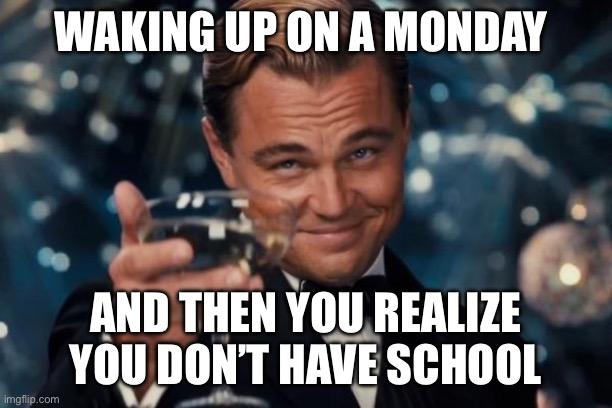 WAKING UP ON A MONDAY
AND THEN YOU REALIZE
YOU DON'T HAVE SCHOOL
imgflip.com